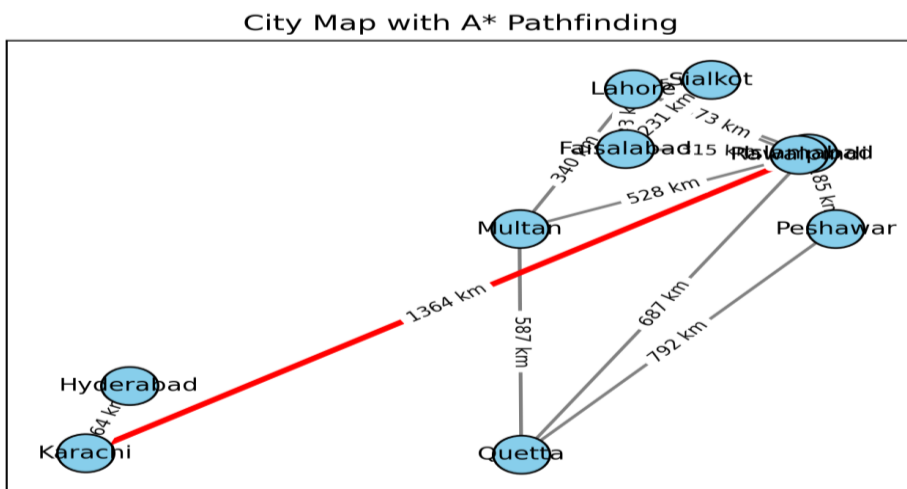 City Map with A* Pathfinding
Sialkot
Lahore
231 km
73 km
Faisalabad
340 km
528 km
Multan
Peshawar
85 km
1364 km
687 km
587 km
792 km
Hyderabad
64 km
Karachi
Quetta